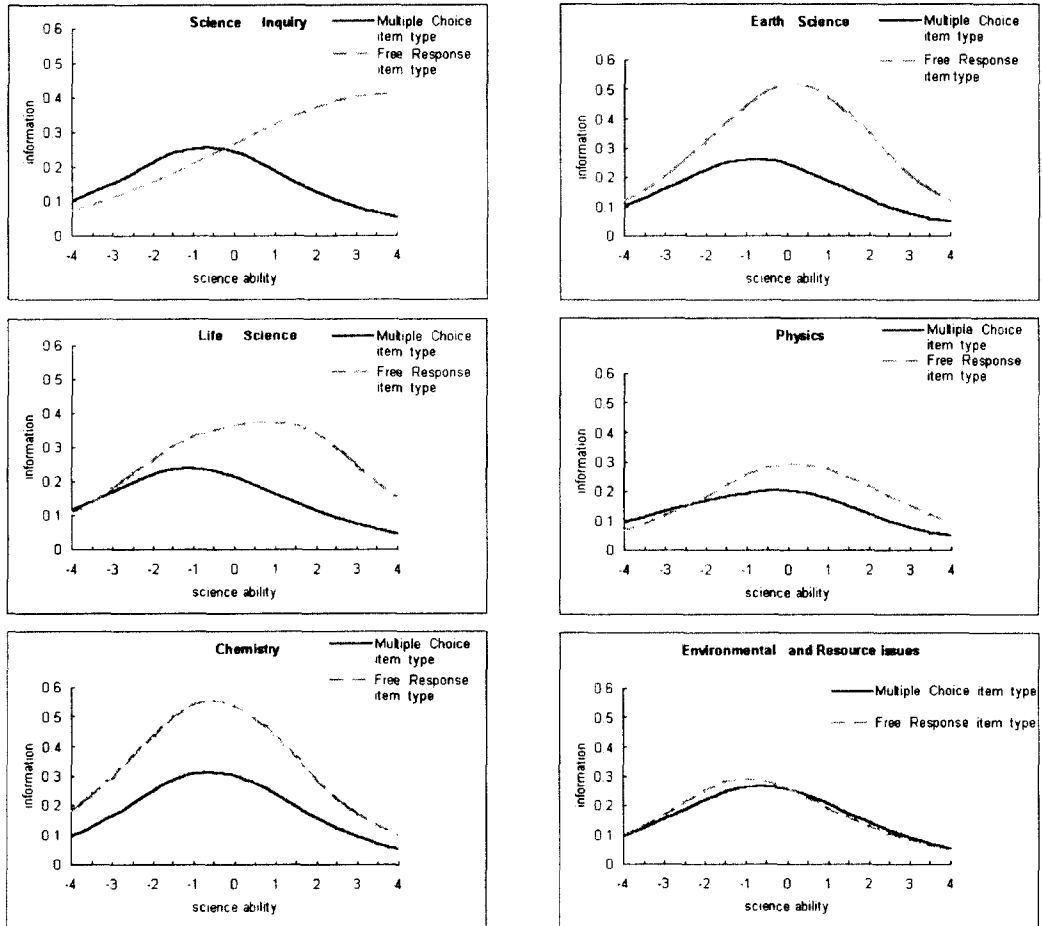 Science Inquiry
Multiple Choice
item type
Free Response
item type
0.6
0.5
0.4
0.3
0.2
0.1
0
information
-4 -3 -2 -1 0 1 2 3 4
science ability
Earth Science
Multiple Choice
item type
Free Response
item type
0.6
0.5
0.4
0.3
0.2
0.1
0
information
-4 -3 -2 -1 0 1 2 3 4
science ability
Life Science
Multiple Choice
item type
Free Response
item type
0.6
0.5
0.4
0.3
0.2
0.1
0
information
-4 -3 -2 -1 0 1 2 3 4
science ability
Physics
Multiple Choice
item type
Free Response
item type
0.6
0.5
0.4
0.3
0.2
0.1
0
information
-4 -3 -2 -1 0 1 2 3 4
science ability
Chemistry
Multiple Choice
item type
Free Response
item type
0.6
0.5
0.4
0.3
0.2
0.1
0
information
-4 -3 -2 -1 0 1 2 3 4
science ability
Environmental and Resource issues
Multiple Choice item type
Free Response item type
0.6
0.5
0.4
0.3
0.2
0.1
0
information
-4 -3 -2 -1 0 1 2 3 4
science ability